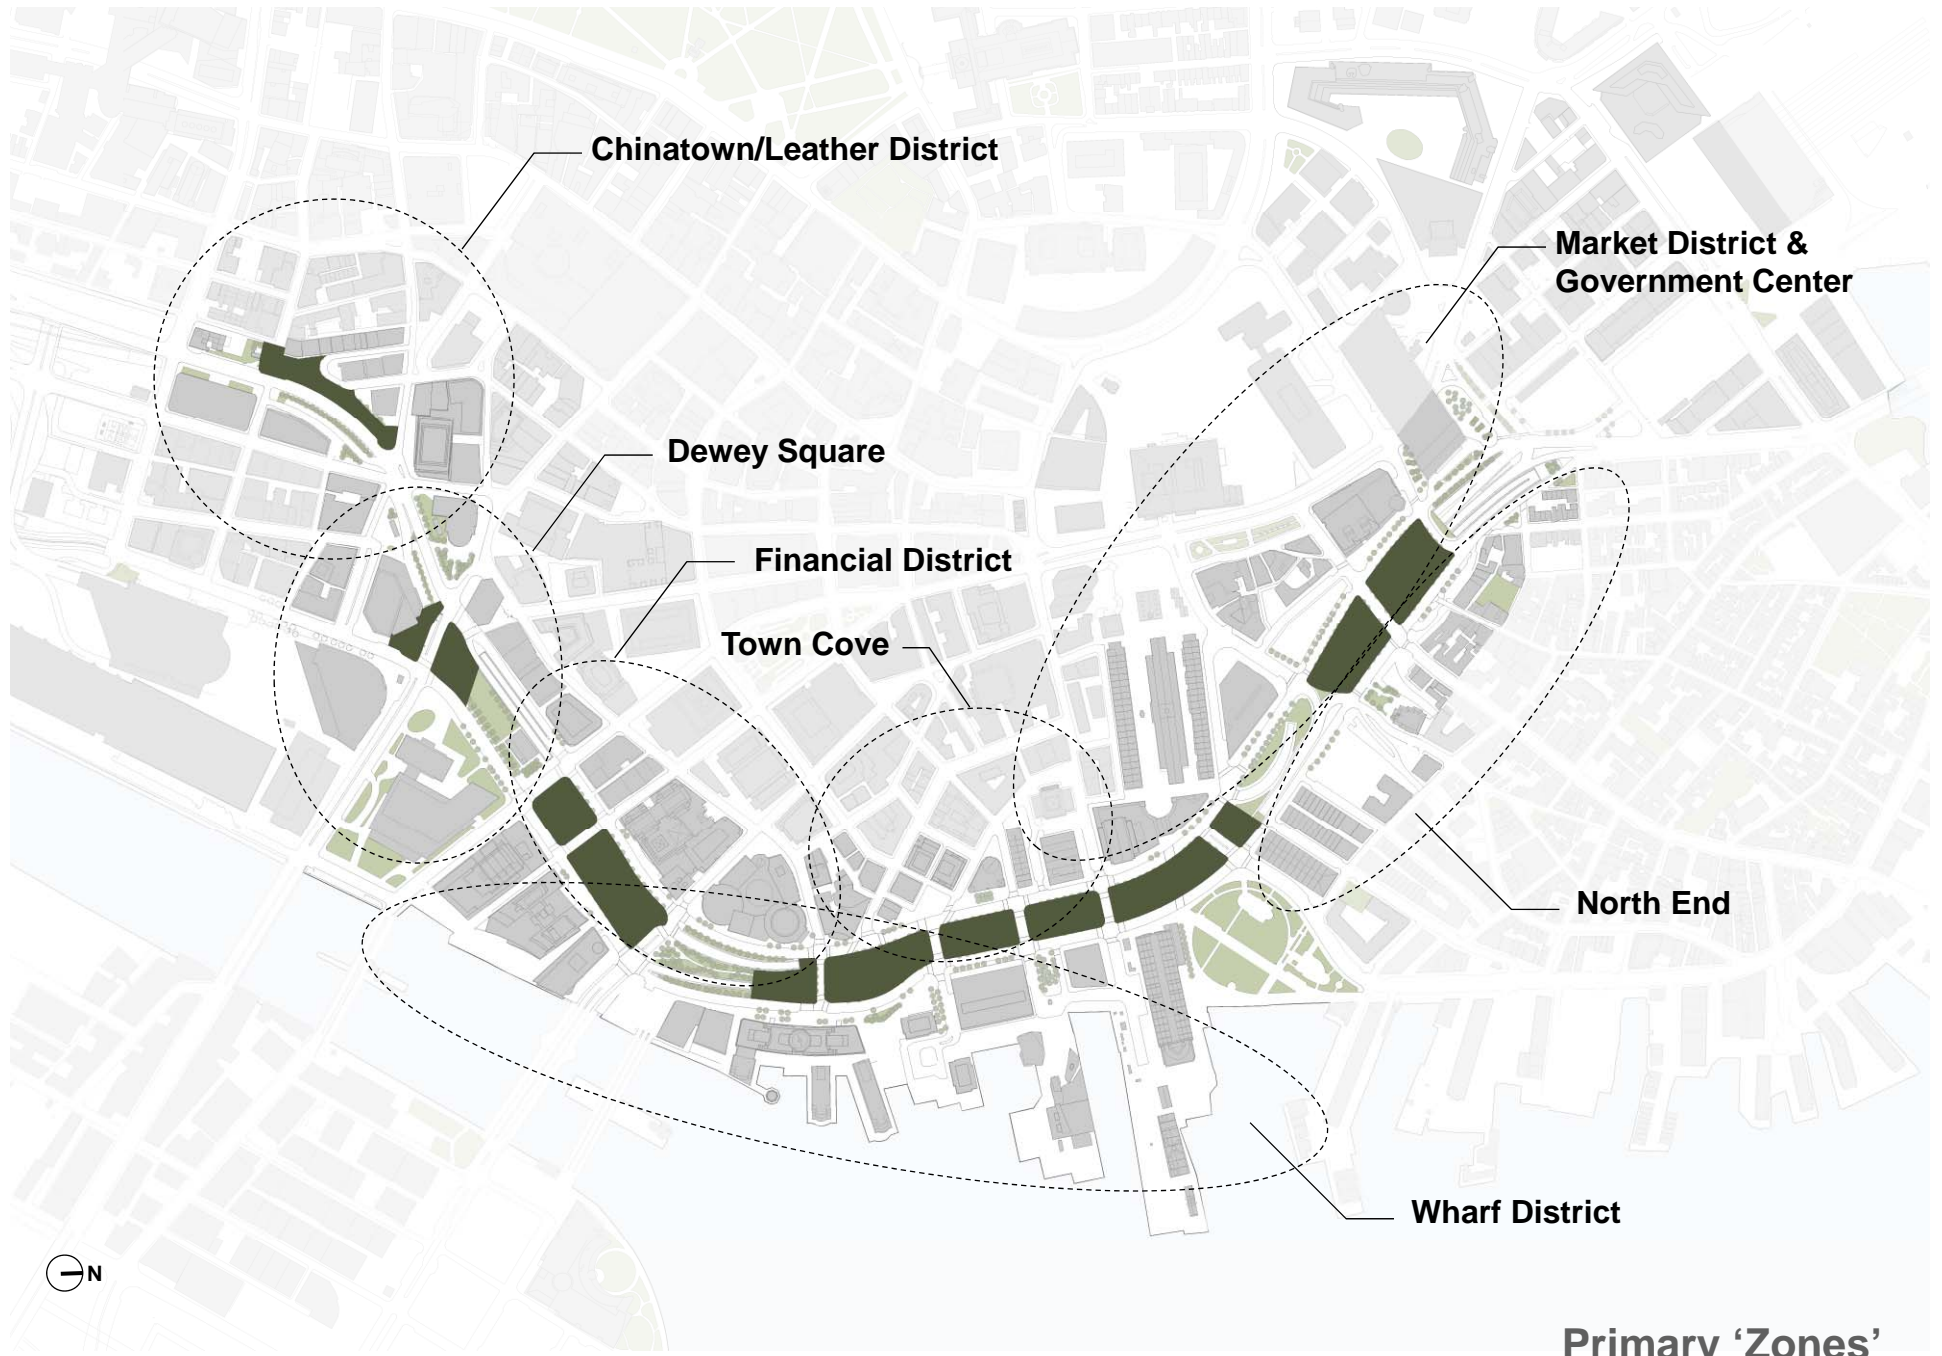 Chinatown/Leather District
Market District &
Government Center
Dewey Square
Financial District
Town Cove
North End
Wharf District
N
Primary ‘Zones’